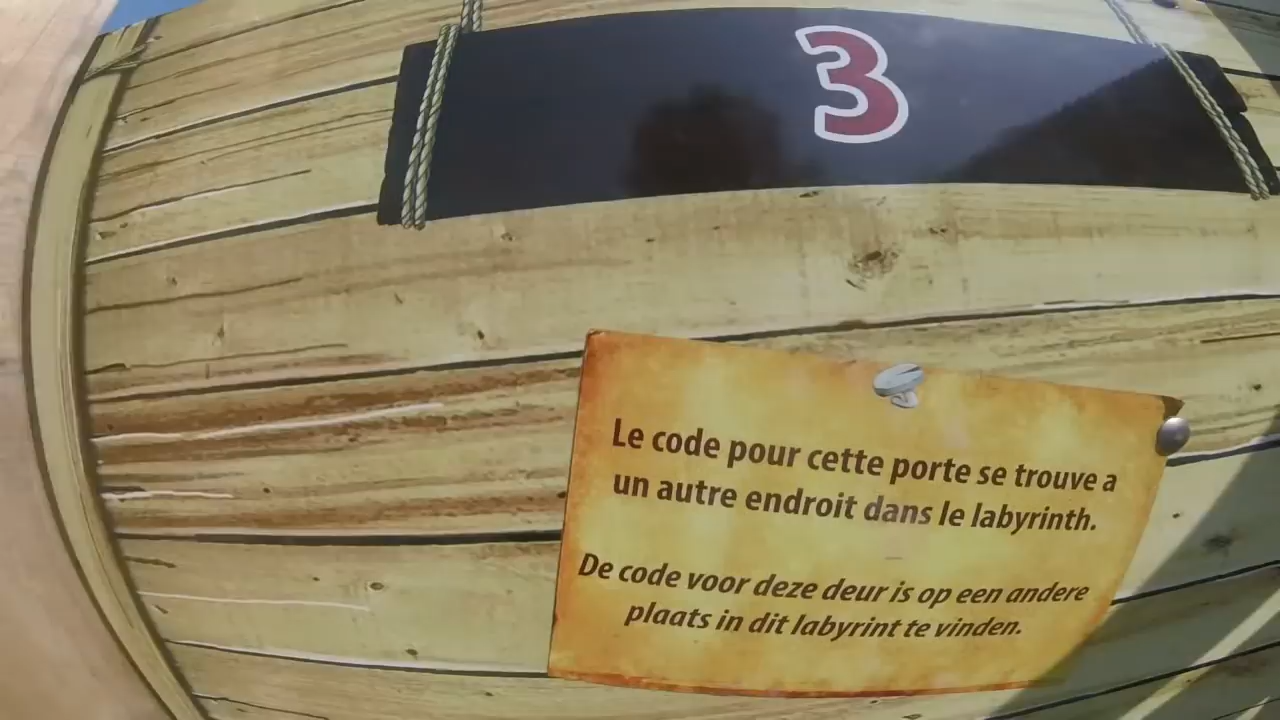 3
Le code pour cette porte se trouve a
un autre endroit dans le labyrinth.
De code voor deze deur is op een andere
plaats in dit labyrint te vinden.